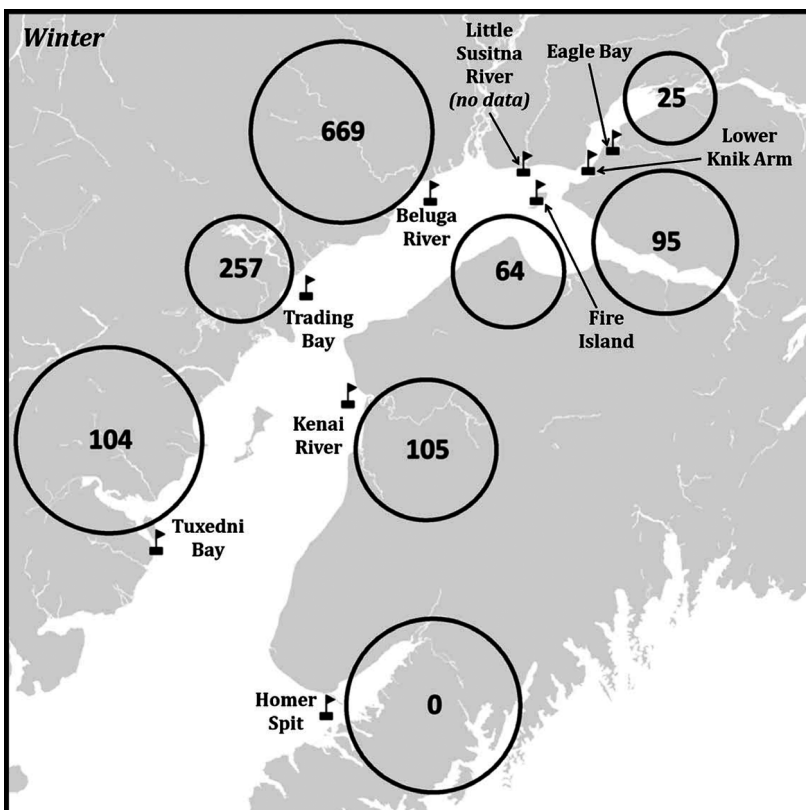 Winter
Little
Susitna
River
(no data)
Eagle Bay
25
Lower
Knik Arm
669
Beluga
River
95
257
64
Trading
Bay
Fire
Island
104
Kenai
River
105
Tuxedni
Bay
Homer
Spit
0